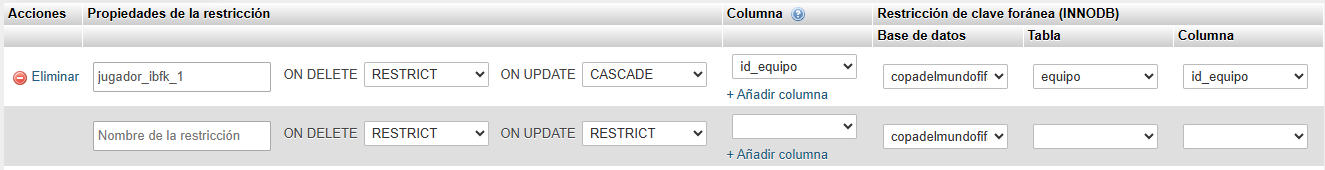 Acciones Propiedades de la restricción Columna Restricción de clave foránea (INNODB)
Base de datos Tabla Columna
Eliminar jugador_ibfk_1 ON DELETE RESTRICT ON UPDATE CASCADE id_equipo copadelmundofif equipo id_equipo
+ Añadir columna
Nombre de la restricción ON DELETE RESTRICT ON UPDATE RESTRICT copadelmundofif
+ Añadir columna